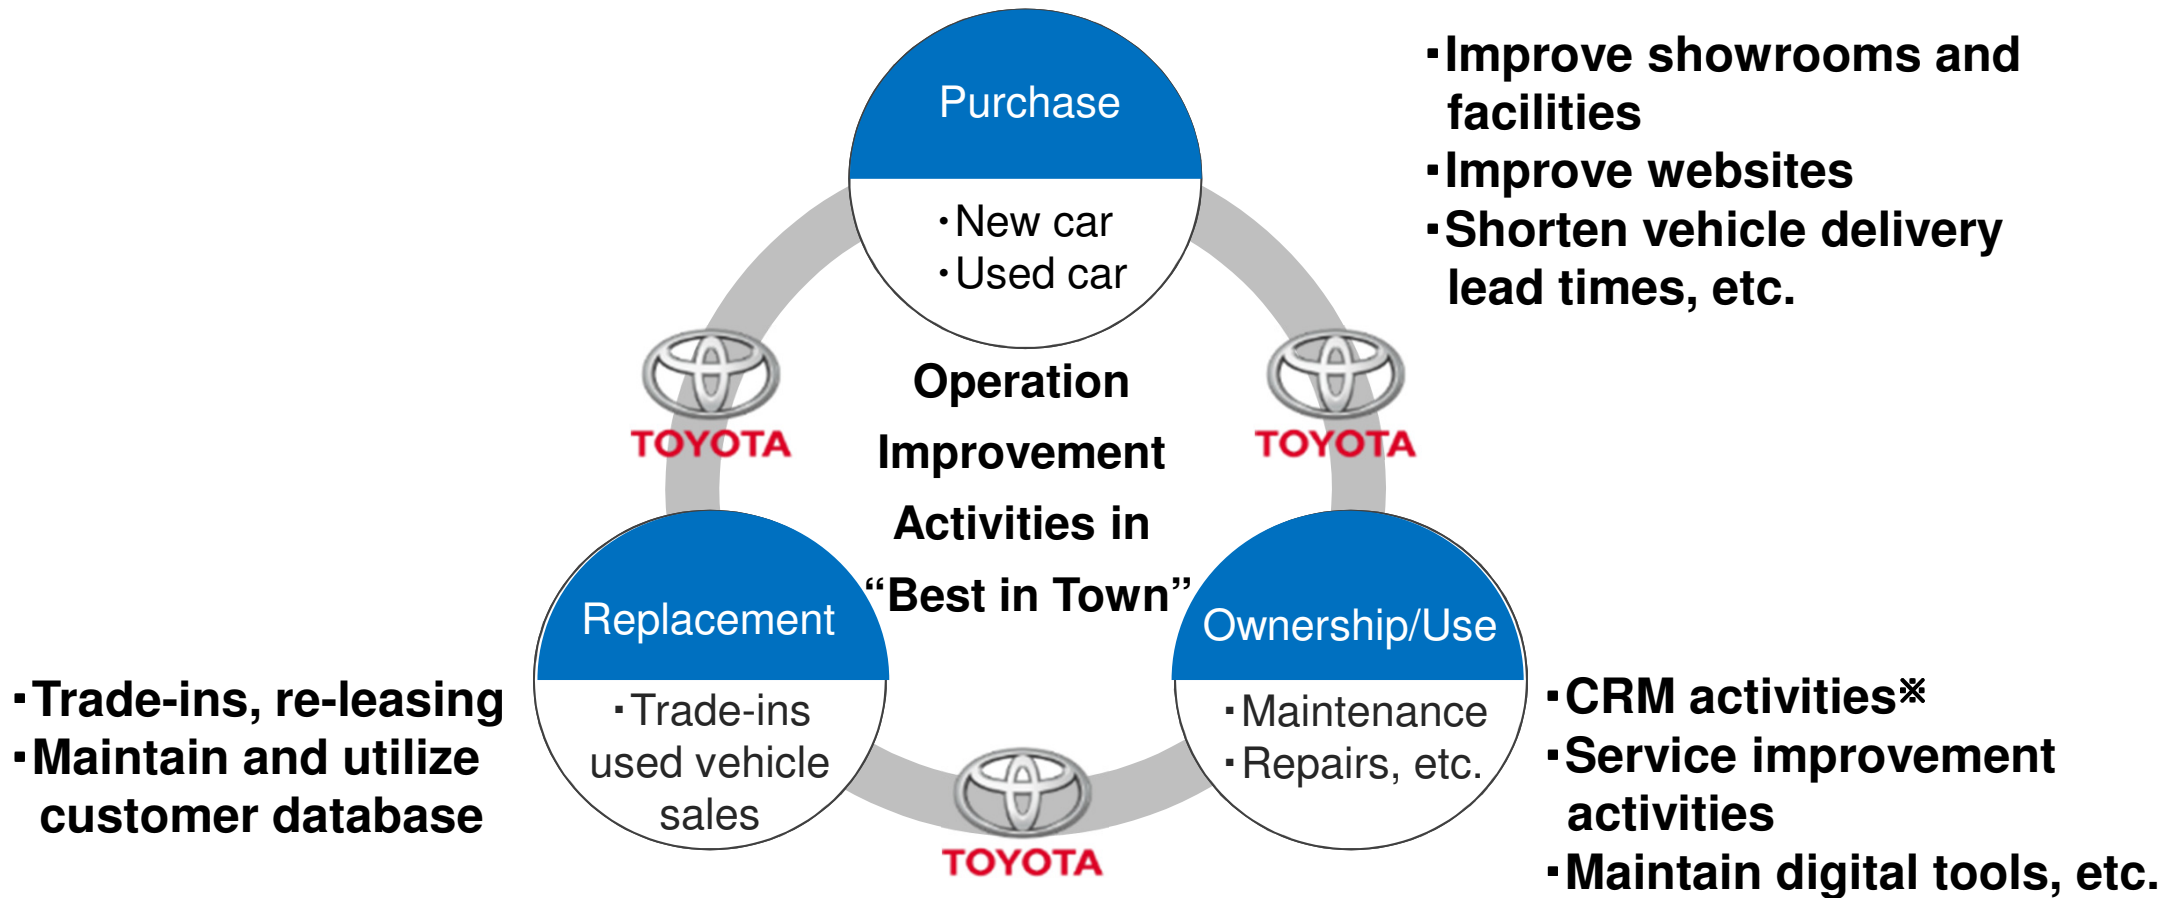 Purchase
・New car
・Used car
・Improve showrooms and
facilities
・Improve websites
・Shorten vehicle delivery
lead times, etc.
TOYOTA
TOYOTA
Operation
Improvement
Activities in
“Best in Town”
Replacement
・Trade-ins
used vehicle
sales
・Trade-ins, re-leasing
・Maintain and utilize
customer database
Ownership/Use
・Maintenance
・Repairs, etc.
・CRM activities※
・Service improvement
activities
・Maintain digital tools, etc.
TOYOTA